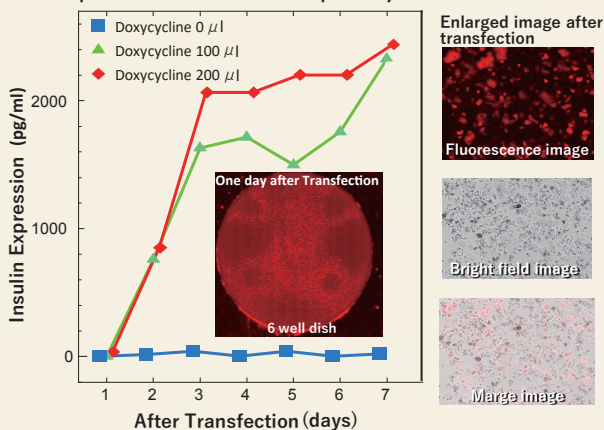 Doxycycline 0 μl
Doxycycline 100 μl
Doxycycline 200 μl
Insulin Expression (pg/ml)
2000
1000
0
1 2 3 4 5 6 7
After Transfection (days)
One day after Transfection
6 well dish
Enlarged image after
transfection
Fluorescence image
Bright field image
Marge image